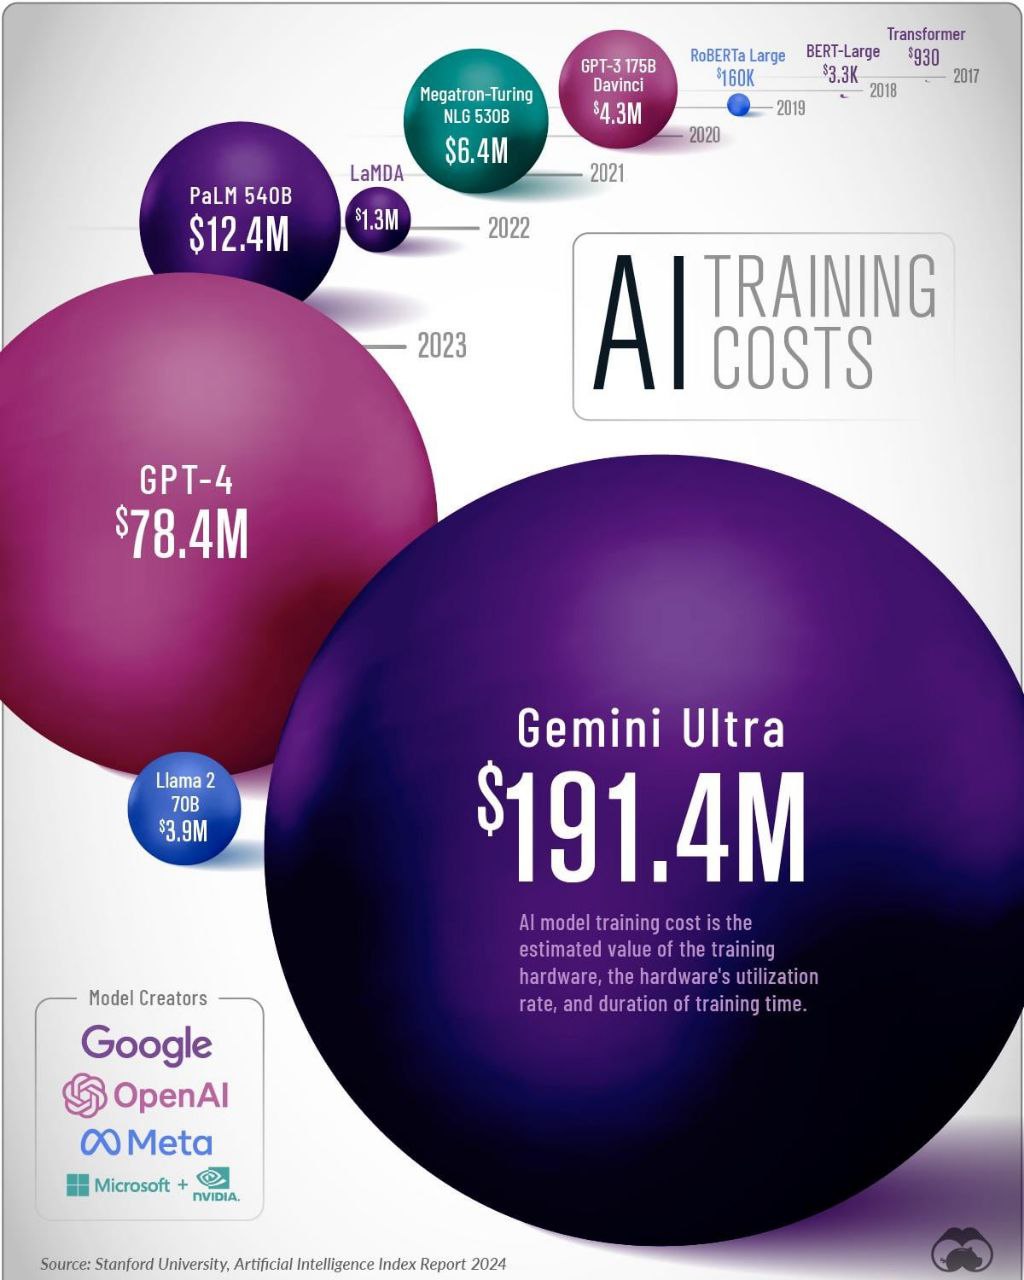 Transformer
$930
2017
BERT-Large
$3.3K
2018
RoBERTa Large
$160K
2019
GPT-3 175B
Davinci
$4.3M
2020
Megatron-Turing
NLG 530B
$6.4M
2021
LaMDA
$1.3M
PaLM 540B
$12.4M
2022
AI TRAINING
COSTS
2023
GPT-4
$78.4M
Gemini Ultra
$191.4M
AI model training cost is the
estimated value of the training
hardware, the hardware's utilization
rate, and duration of training time.
Llama 2
70B
$3.9M
Model Creators
Google
OpenAI
Meta
Microsoft + NVIDIA.
Source: Stanford University, Artificial Intelligence Index Report 2024